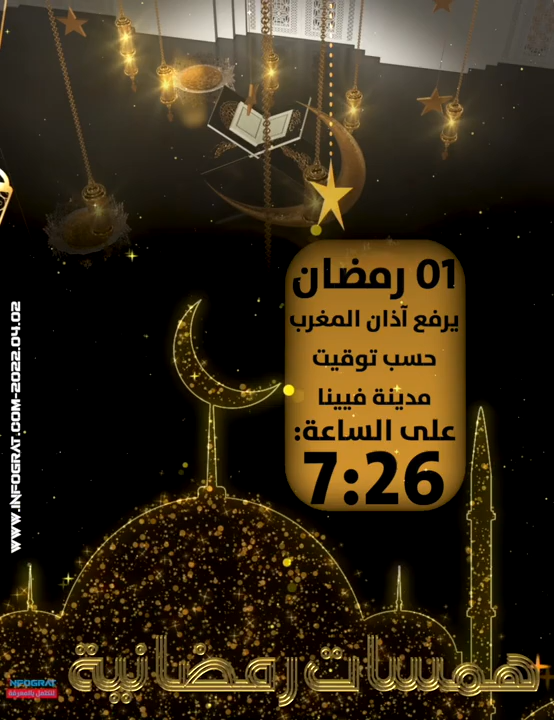 01 رمضان
يرفع آذان المغرب
حسب توقيت
مدينة فيينا
على الساعة:
7:26
WWW.INFOGRAT.COM-2022.04.02
همسات رمضانية
INFOGRAT